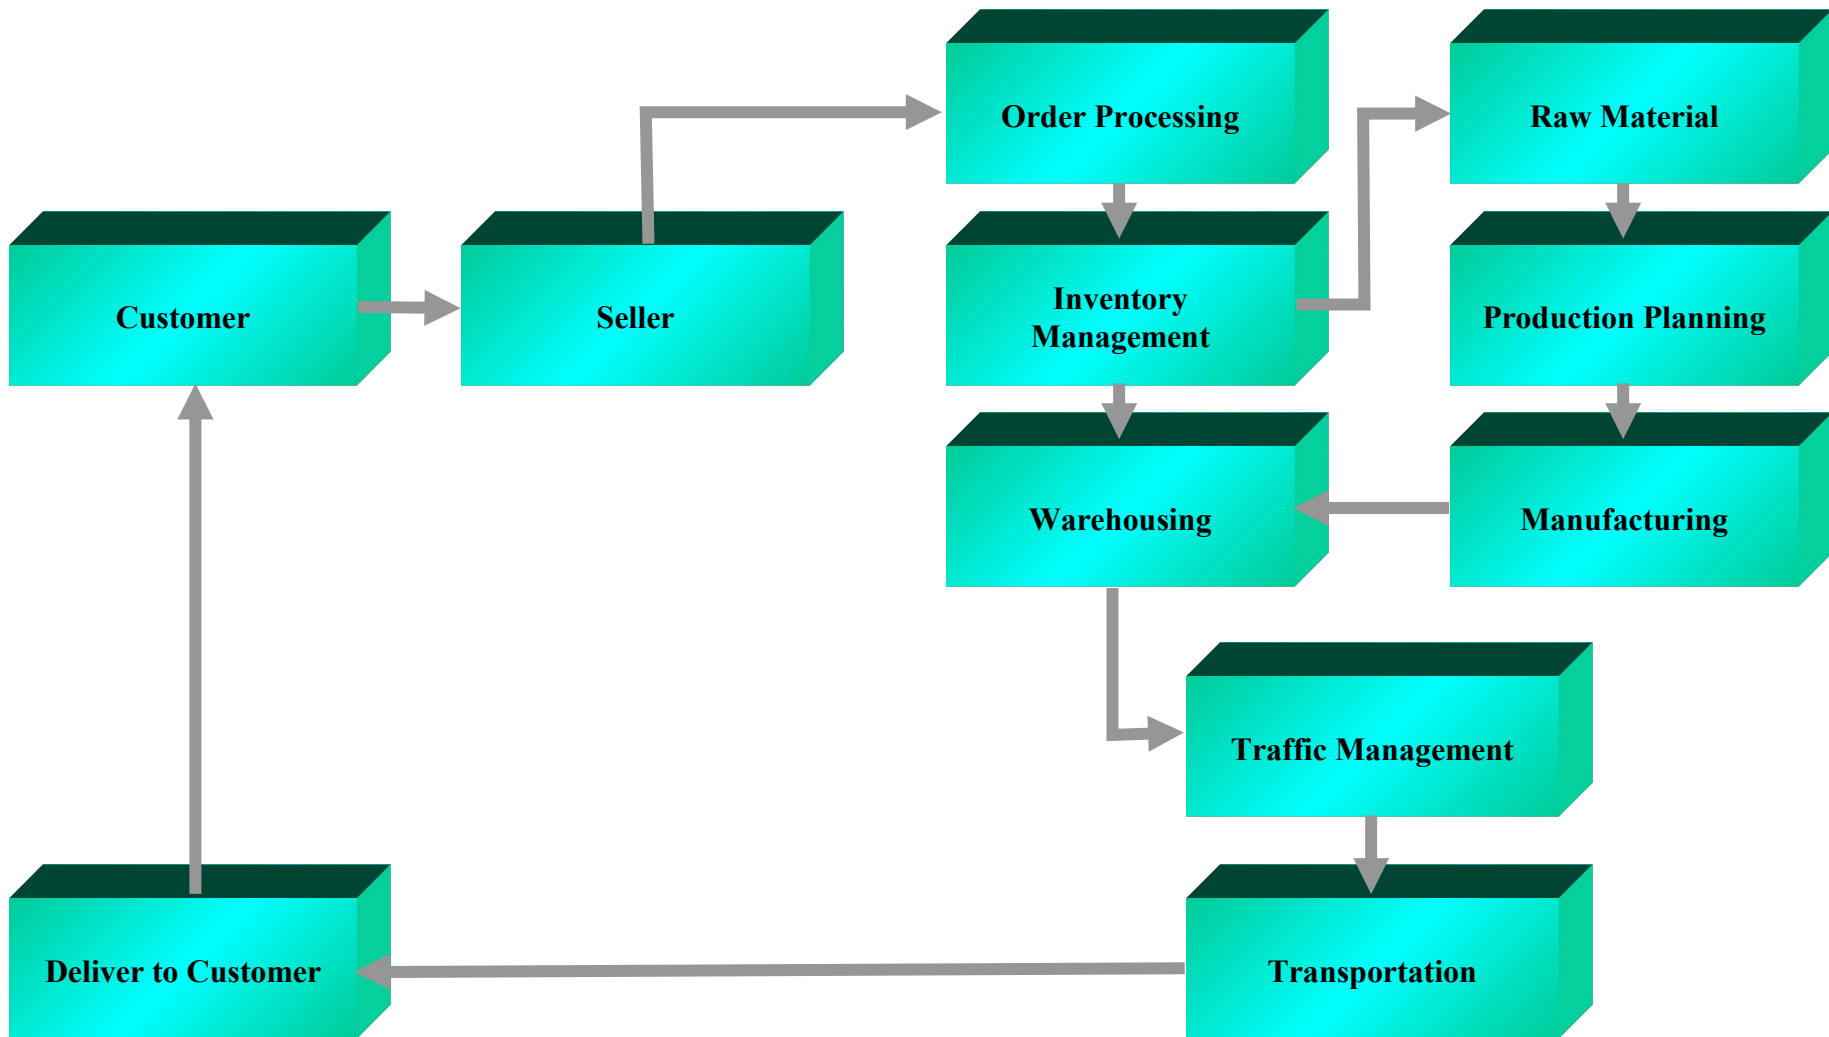 Order Processing
Raw Material
Customer
Seller
Inventory
Management
Production Planning
Warehousing
Manufacturing
Traffic Management
Deliver to Customer
Transportation